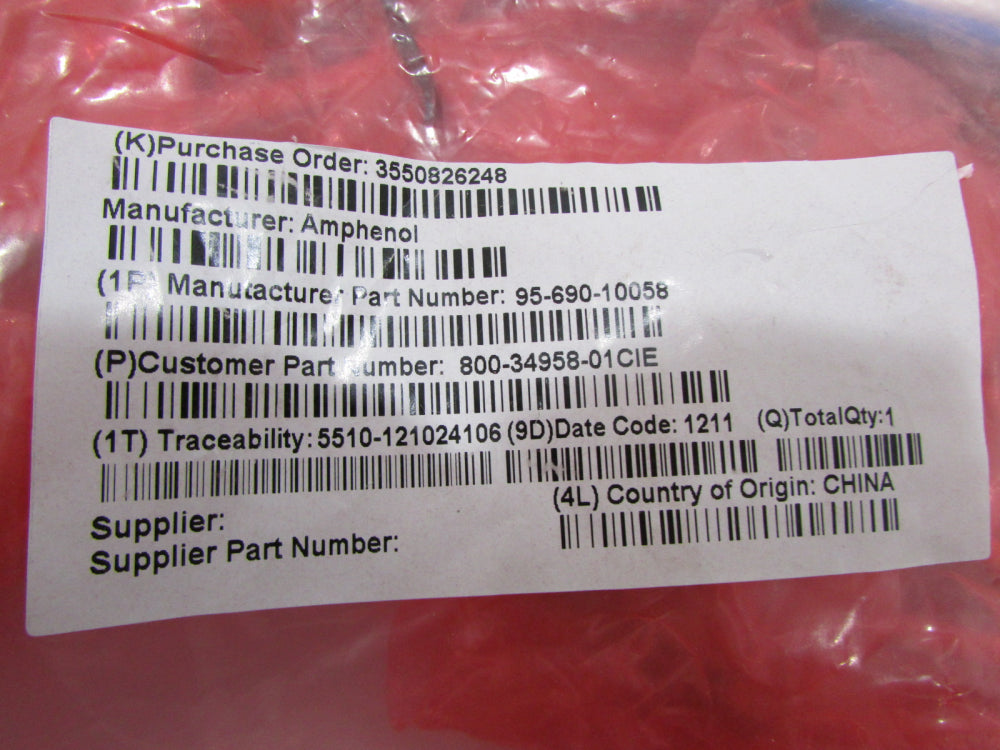 (K)Purchase Order: 3550826248
Manufacturer: Amphenol
(1P) Manufacturer Part Number: 95-690-10058
(P)Customer Part Number: 800-34958-01CIE
(1T) Traceability: 5510-121024106 (9D)Date Code: 1211 (Q)TotalQty:1
(4L) Country of Origin: CHINA
Supplier:
Supplier Part Number: